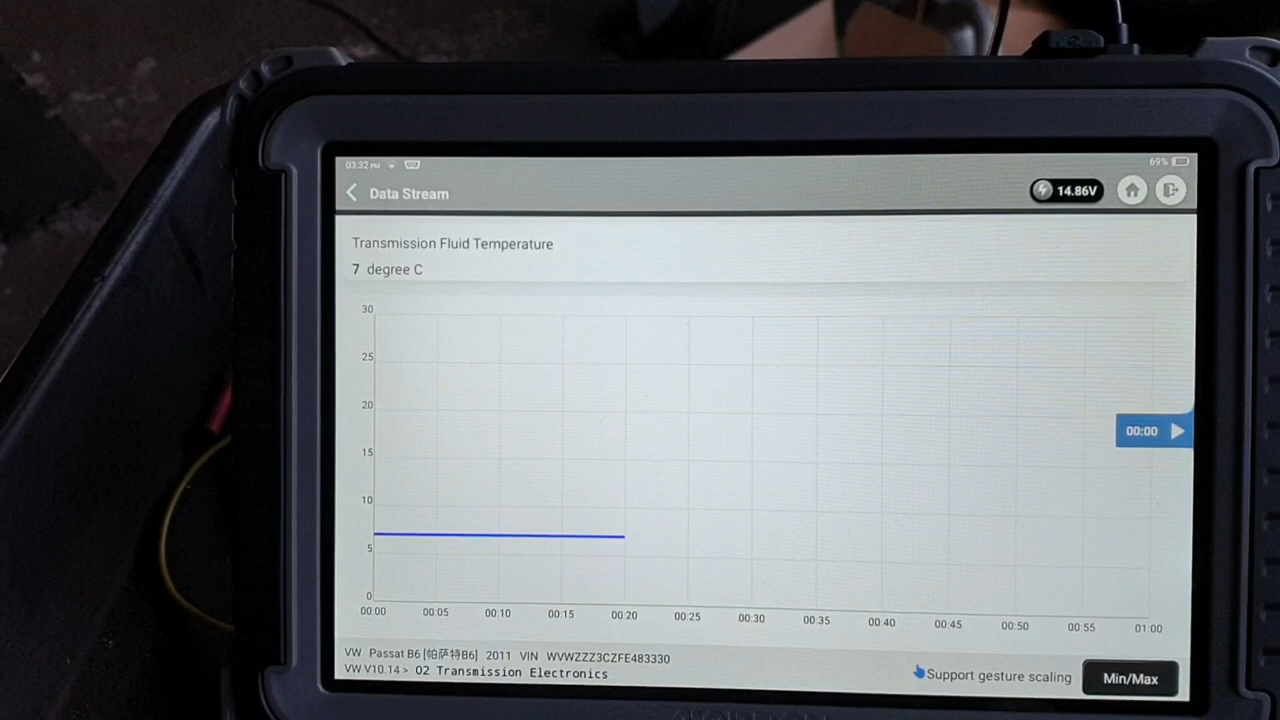 03:32 PM
69%
Data Stream
14.86V
Transmission Fluid Temperature
7 degree C
30
25
20
15
10
5
0
00:00
00:00 00:05 00:10 00:15 00:20 00:25 00:30 00:35 00:40 00:45 00:50 00:55 01:00
VW Passat B6 [帕萨特B6] 2011 VIN WVWZZZ3CZFE483330
VW V10.14 > 02 Transmission Electronics
Support gesture scaling
Min/Max